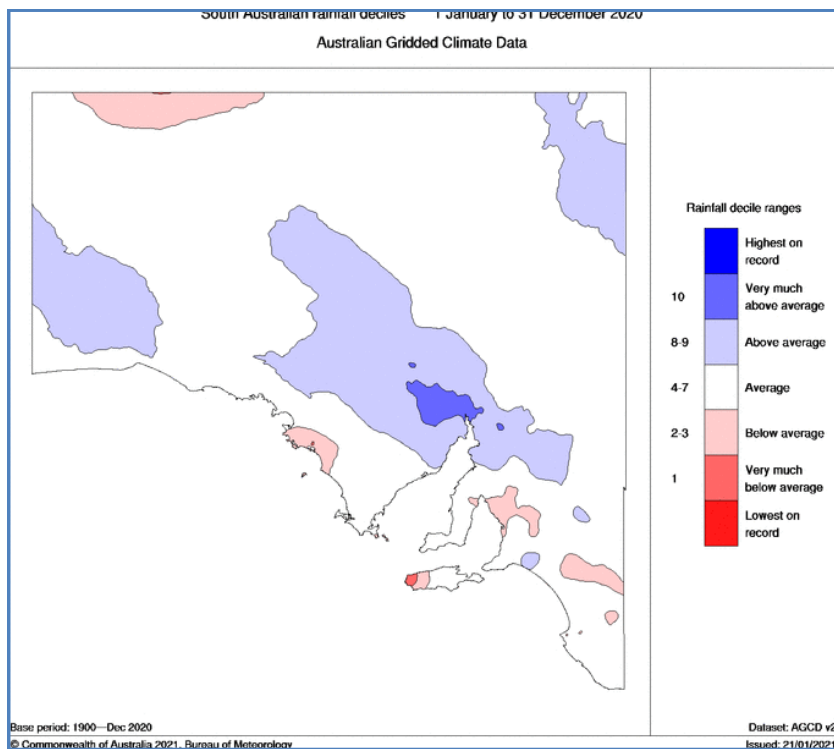 South Australian rainfall deciles 1 January to 31 December 2020
Australian Gridded Climate Data
Rainfall decile ranges
Highest on
record
10 Very much
above average
8-9 Above average
4-7 Average
2-3 Below average
1 Very much
below average
Lowest on
record
Base period: 1900—Dec 2020 Dataset: AGCD v2
© Commonwealth of Australia 2021, Bureau of Meteorology Issued: 21/01/2021